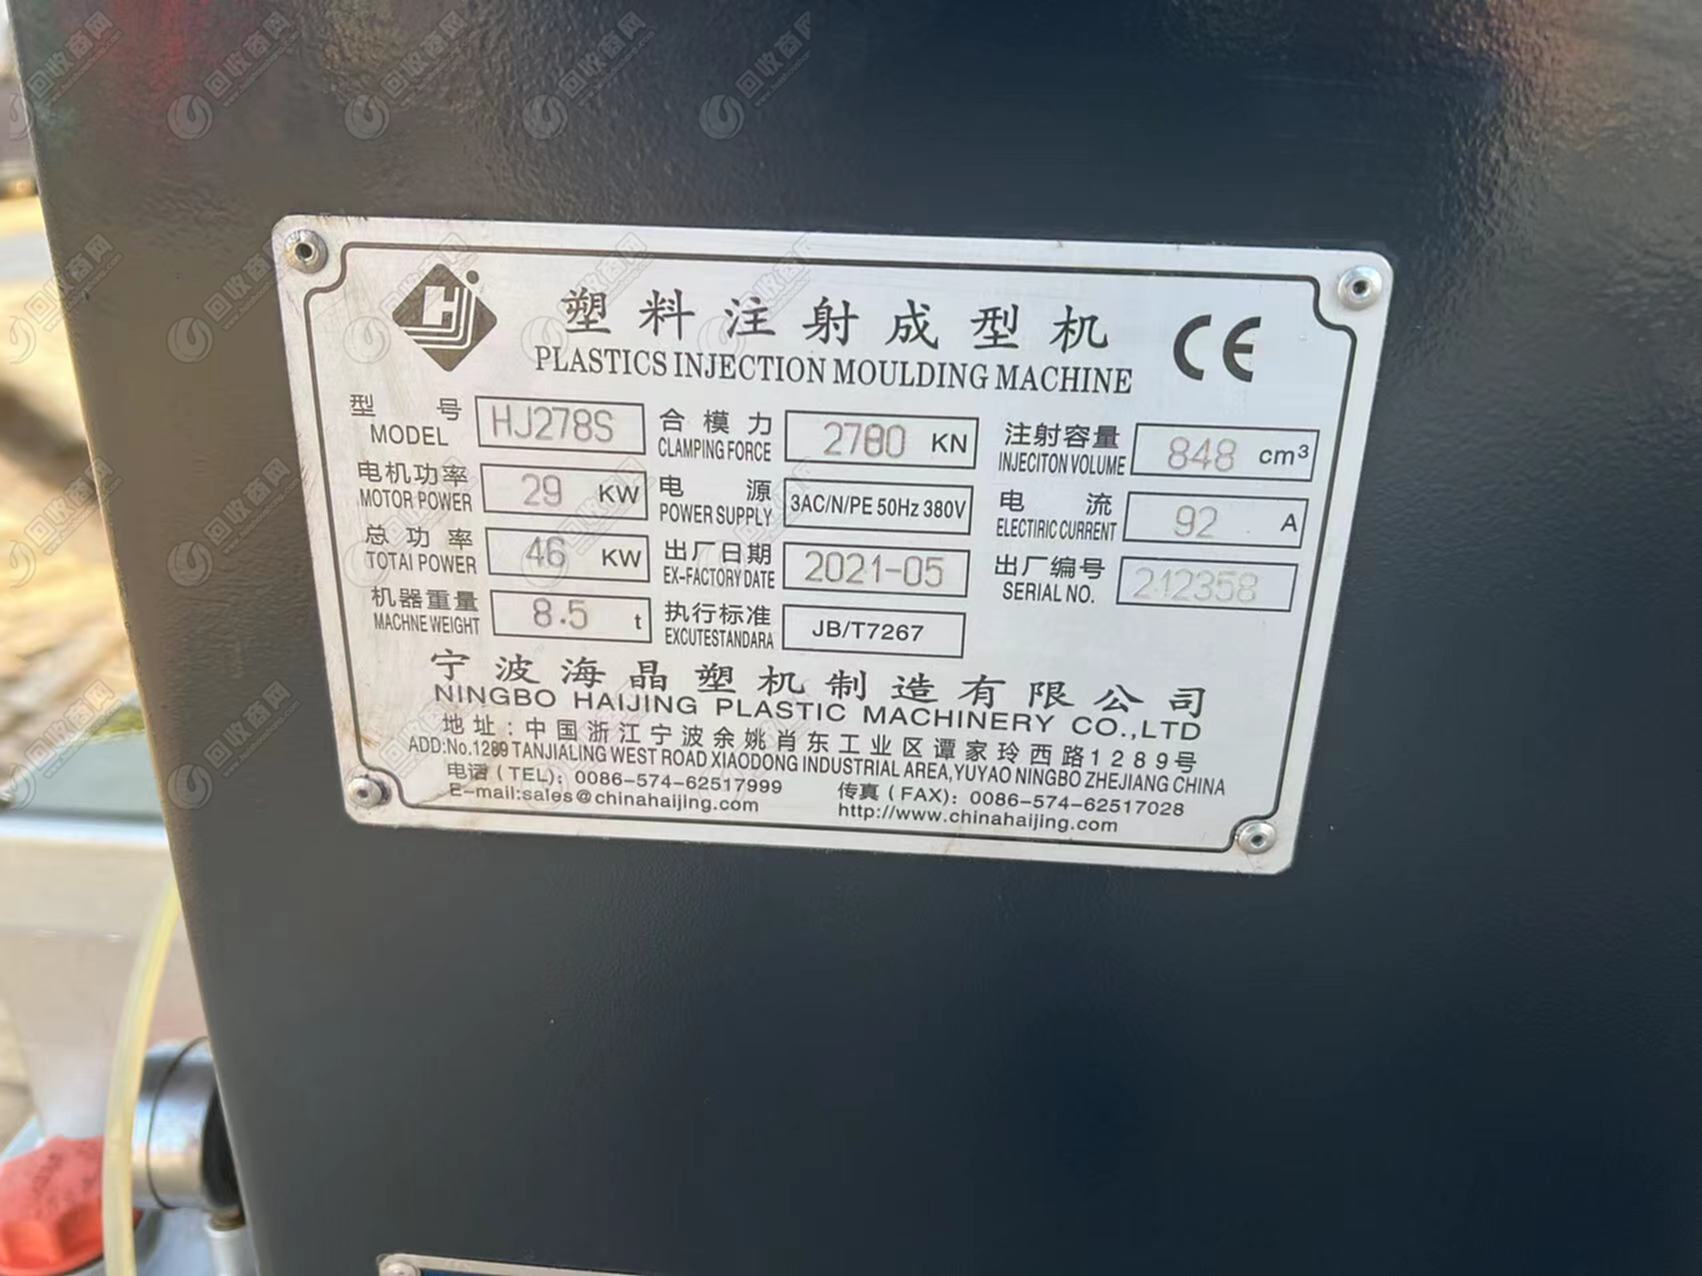 塑料注射成型机
CE
PLASTICS INJECTION MOULDING MACHINE
型号 HJ278S 合模力 2780 KN 注射容量 848 cm³
MODEL CLAMPING FORCE INJECITON VOLUME
电机功率 29 KW 电源 3AC/N/PE 50Hz 380V 电流 92 A
MOTOR POWER POWER SUPPLY ELECTIRIC CURRENT
总功率 46 KW 出厂日期 2021-05 出厂编号 212358
TOTAI POWER EX-FACTORY DATE SERIAL NO.
机器重量 8.5 t 执行标准 JB/T7267
MACHNE WEIGHT EXCUTESTANDARA
宁波海晶塑机制造有限公司
NINGBO HAIJING PLASTIC MACHINERY CO.,LTD
地址:中国浙江宁波余姚肖东工业区谭家玲西路1289号
ADD:No.1289 TANJIALING WEST ROAD XIAODONG INDUSTRIAL AREA,YUYAO NINGBO ZHEJIANG CHINA
电话(TEL): 0086-574-62517999 传真(FAX): 0086-574-62517028
E-mail:sales@chinahaijing.com http://www.chinahaijing.com
回收商网